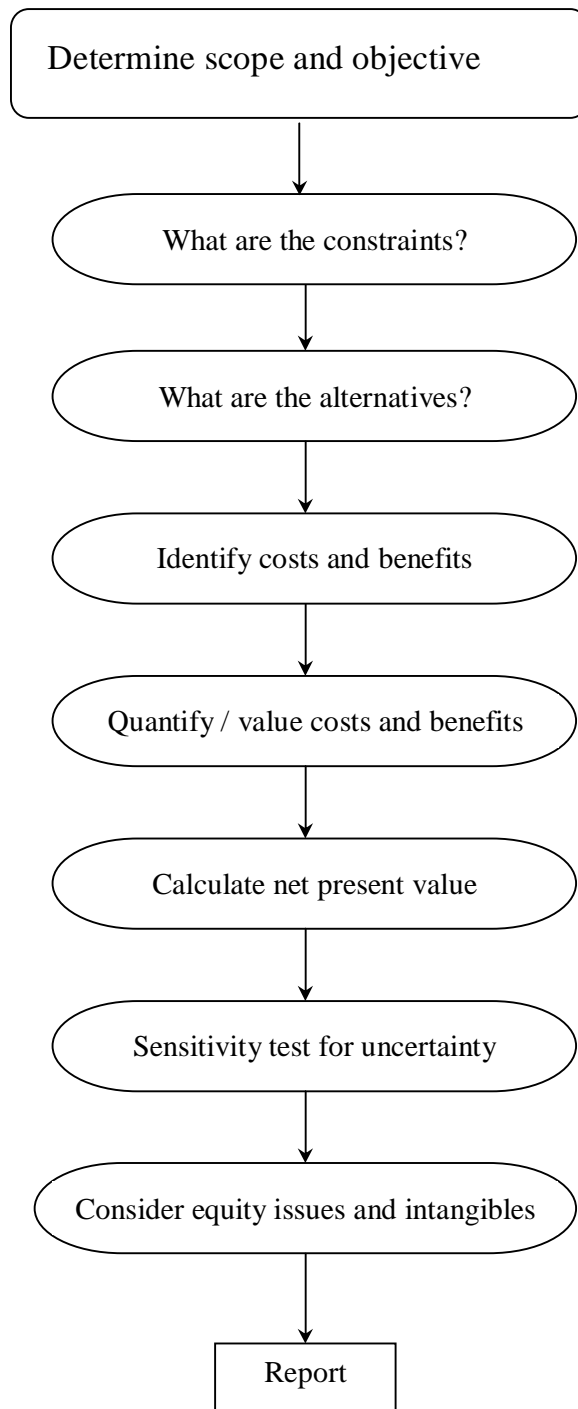 Determine scope and objective
What are the constraints?
What are the alternatives?
Identify costs and benefits
Quantify / value costs and benefits
Calculate net present value
Sensitivity test for uncertainty
Consider equity issues and intangibles
Report